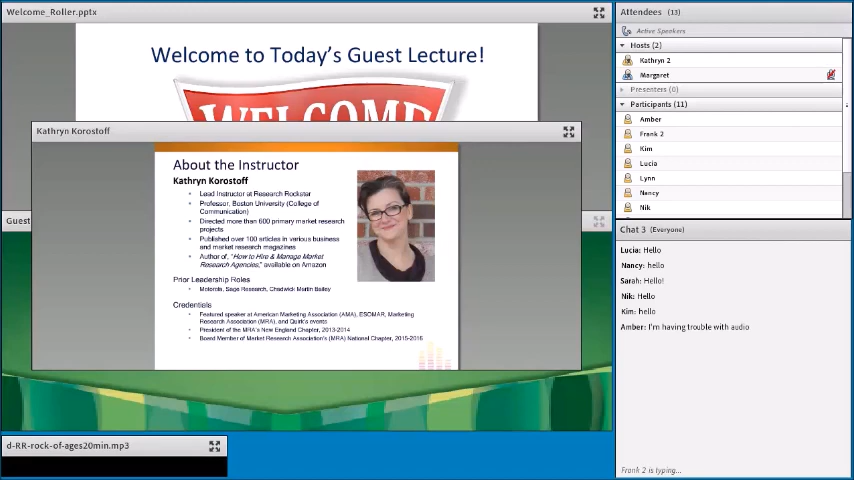 Welcome_Roller.pptx
Welcome to Today's Guest Lecture!
WELCOME
Kathryn Korostoff
About the Instructor
Kathryn Korostoff
Lead Instructor at Research Rockstar
Professor, Boston University (College of
Communication)
Directed more than 600 primary market research
projects
Published over 100 articles in various business
and market research magazines
Author of, "How to Hire & Manage Market
Research Agencies," available on Amazon
Prior Leadership Roles
Motorola, Sage Research, Chadwick Martin Bailey
Credentials
Featured speaker at American Marketing Association (AMA), ESOMAR, Marketing
Research Association (MRA), and Quirk's events
President of the MRA's New England Chapter, 2013-2014
Board Member of Market Research Association's (MRA) National Chapter, 2015-2016
Guest
d-RR-rock-of-ages20min.mp3
Attendees (13)
Active Speakers
Hosts (2)
Kathryn 2
Margaret
Presenters (0)
Participants (11)
Amber
Frank 2
Kim
Lucia
Lynn
Nancy
Nik
Chat 3 (Everyone)
Lucia: Hello
Nancy: hello
Sarah: Hello!
Nik: Hello
Kim: hello
Amber: I'm having trouble with audio
Frank 2 is typing...